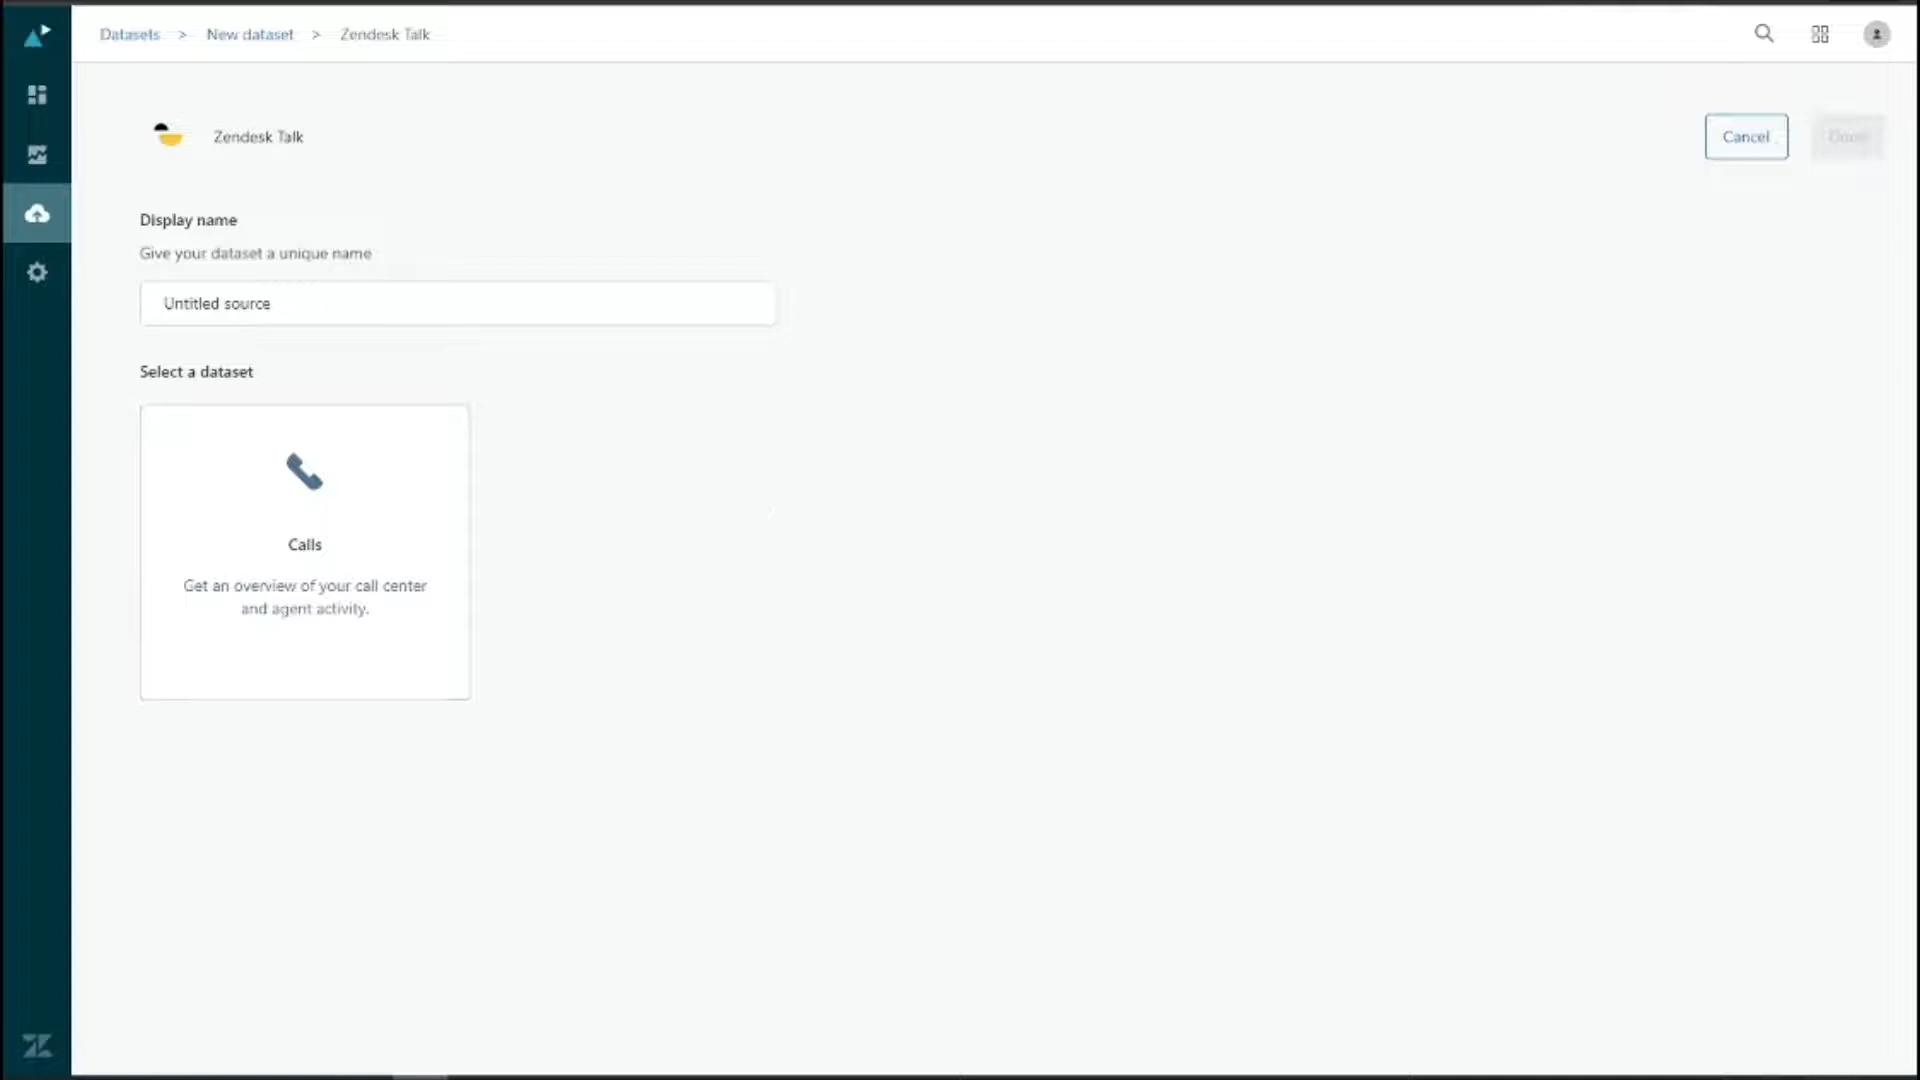 Datasets > New dataset > Zendesk Talk
Zendesk Talk
Cancel
Done
Display name
Give your dataset a unique name
Untitled source
Select a dataset
Calls
Get an overview of your call center
and agent activity.